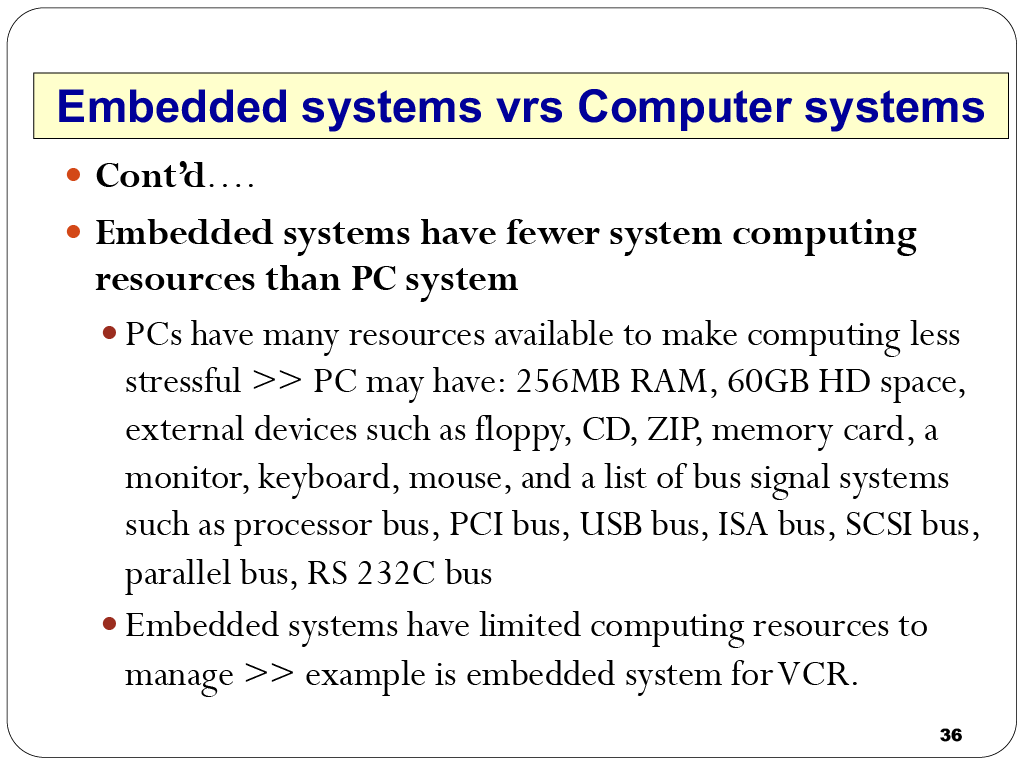 Embedded systems vrs Computer systems
• Cont’d….
• Embedded systems have fewer system computing
resources than PC system
• PCs have many resources available to make computing less
stressful >> PC may have: 256MB RAM, 60GB HD space,
external devices such as floppy, CD, ZIP, memory card, a
monitor, keyboard, mouse, and a list of bus signal systems
such as processor bus, PCI bus, USB bus, ISA bus, SCSI bus,
parallel bus, RS 232C bus
• Embedded systems have limited computing resources to
manage >> example is embedded system for VCR.
36